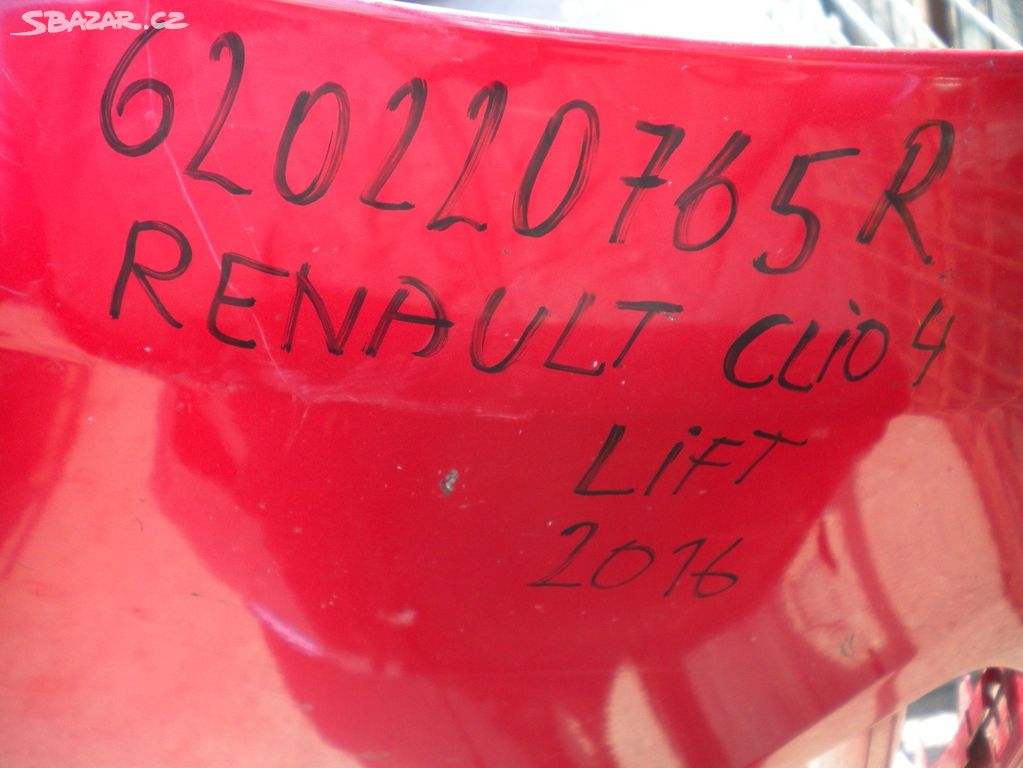 SBAZAR.CZ
620220765R
RENAULT CLIO 4
LIFT
2016